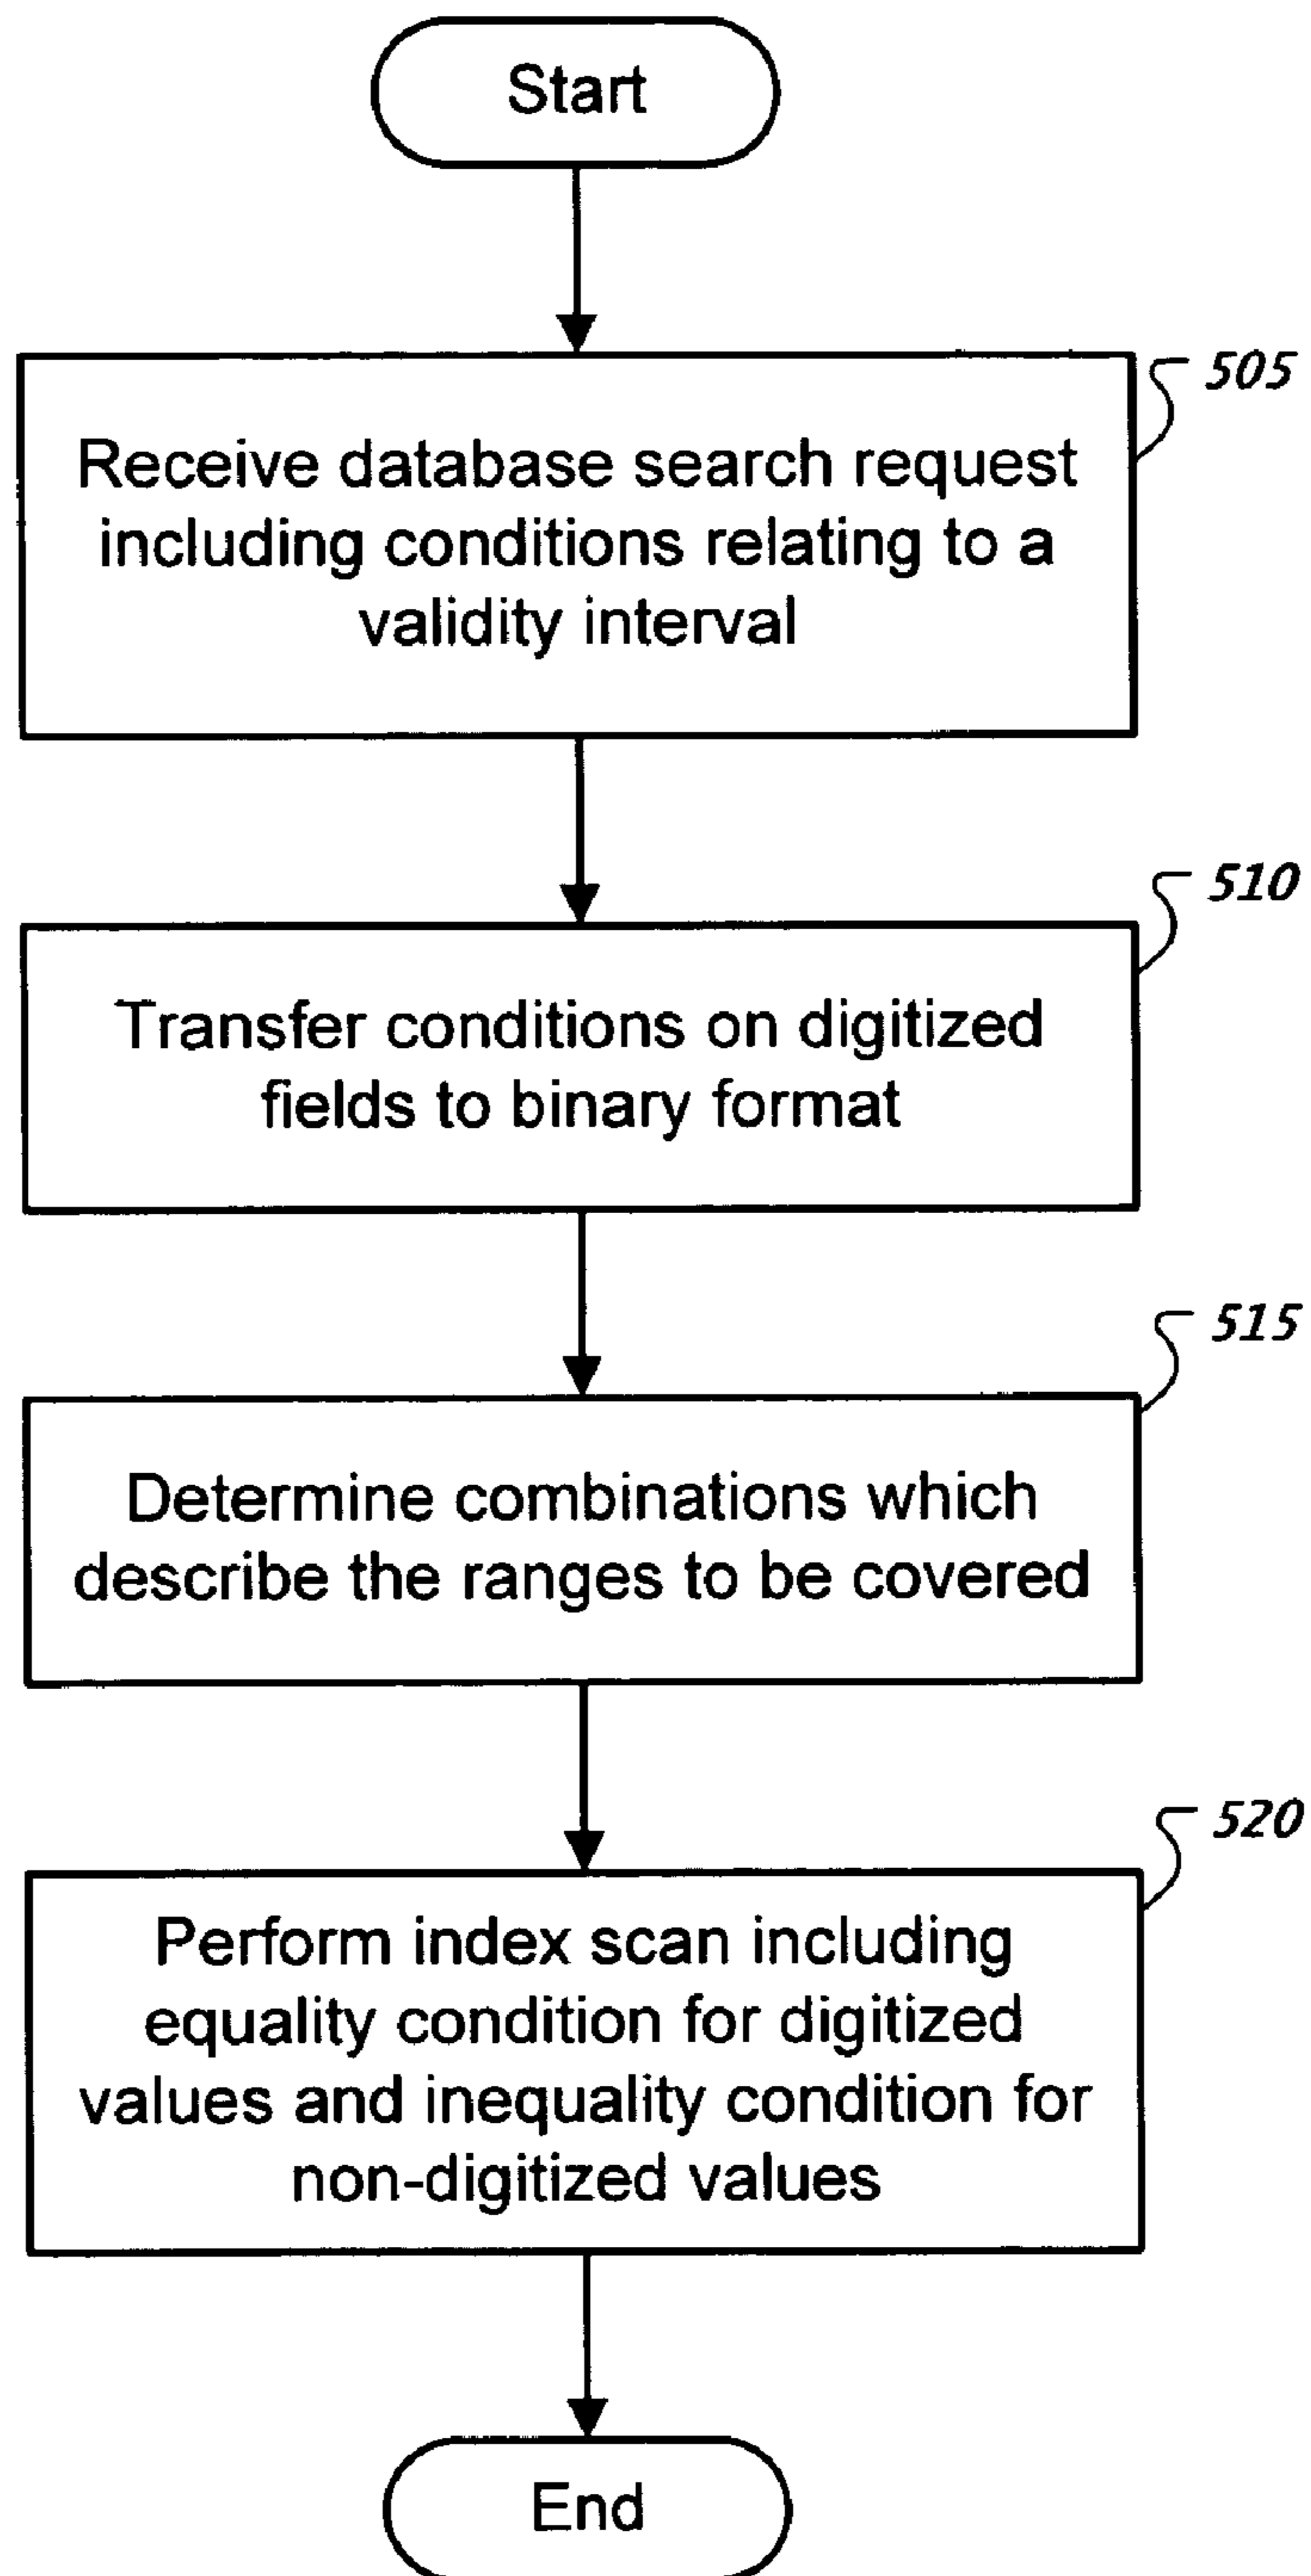 Start
505
Receive database search request
including conditions relating to a
validity interval
510
Transfer conditions on digitized
fields to binary format
515
Determine combinations which
describe the ranges to be covered
520
Perform index scan including
equality condition for digitized
values and inequality condition for
non-digitized values
End